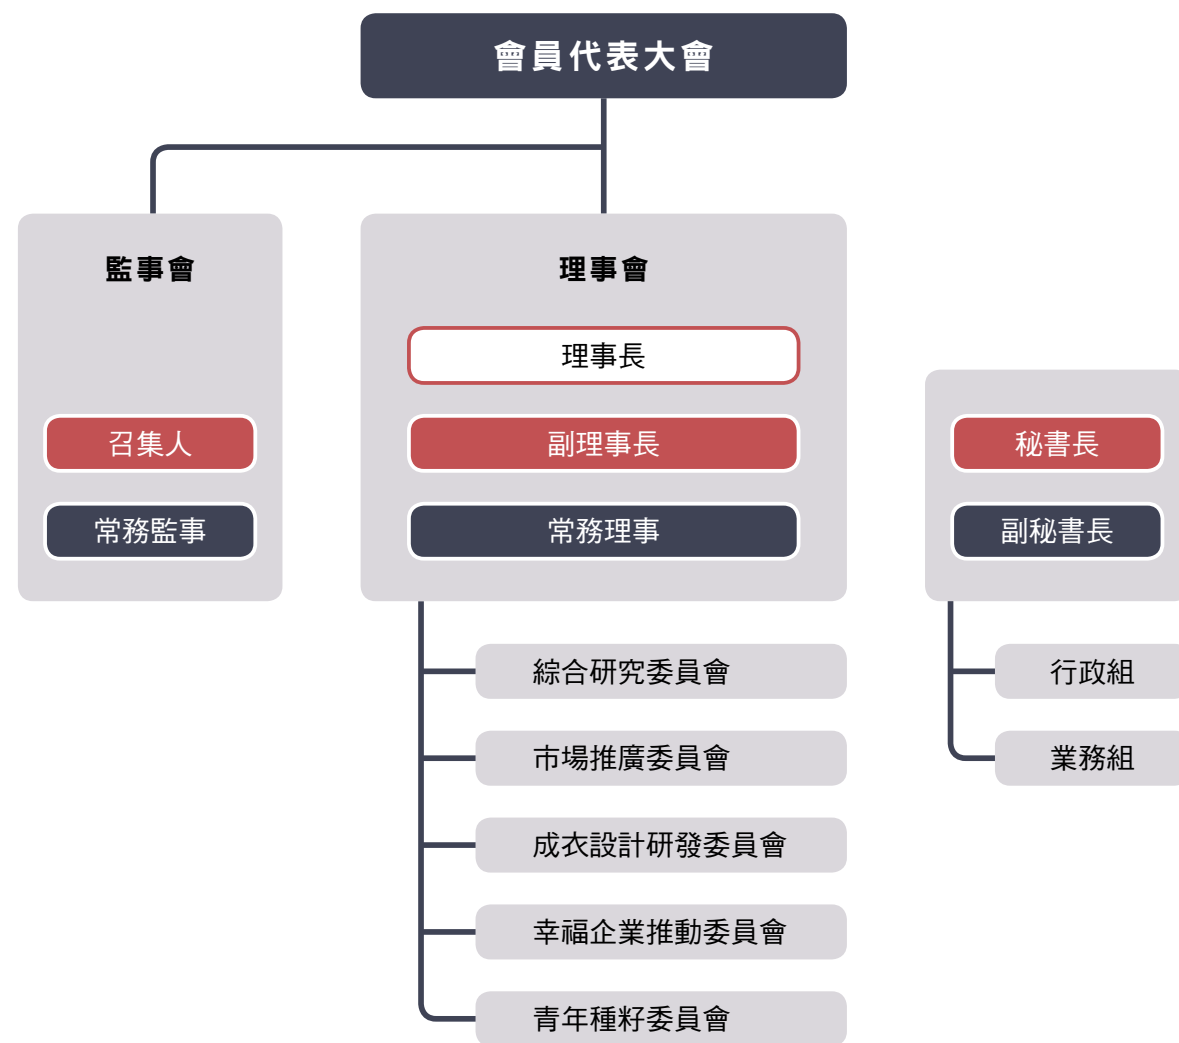 會員代表大會
監事會
召集人
常務監事
理事會
理事長
副理事長
常務理事
綜合研究委員會
市場推廣委員會
成衣設計研發委員會
幸福企業推動委員會
青年種籽委員會
秘書長
副秘書長
行政組
業務組